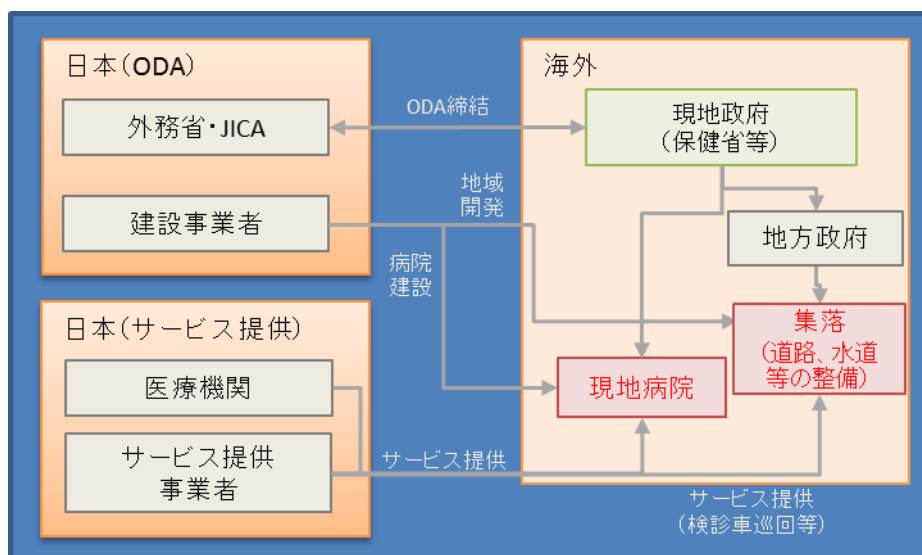 日本(ODA)
外務省・JICA
建設事業者
日本(サービス提供)
医療機関
サービス提供
事業者
ODA締結
地域
開発
病院
建設
サービス提供
海外
現地政府
(保健省等)
地方政府
集落
(道路、水道
等の整備)
現地病院
サービス提供
(検診車巡回等)